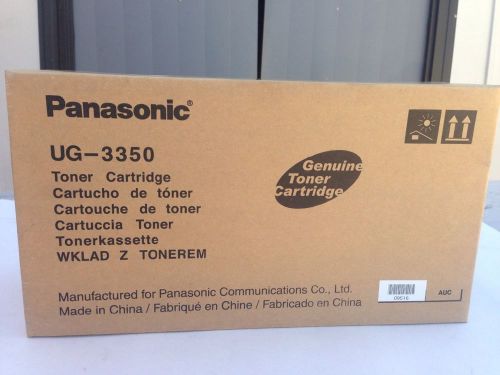 Panasonic®
UG-3350
Toner Cartridge
Cartucho de tóner
Cartouche de toner
Cartuccia Toner
Tonerkassette
WKLAD Z TONEREM
Genuine
Toner
Cartridge
Manufactured for Panasonic Communications Co., Ltd.
Made in China / Fabriqué en Chine / Fabricado en China
AUC